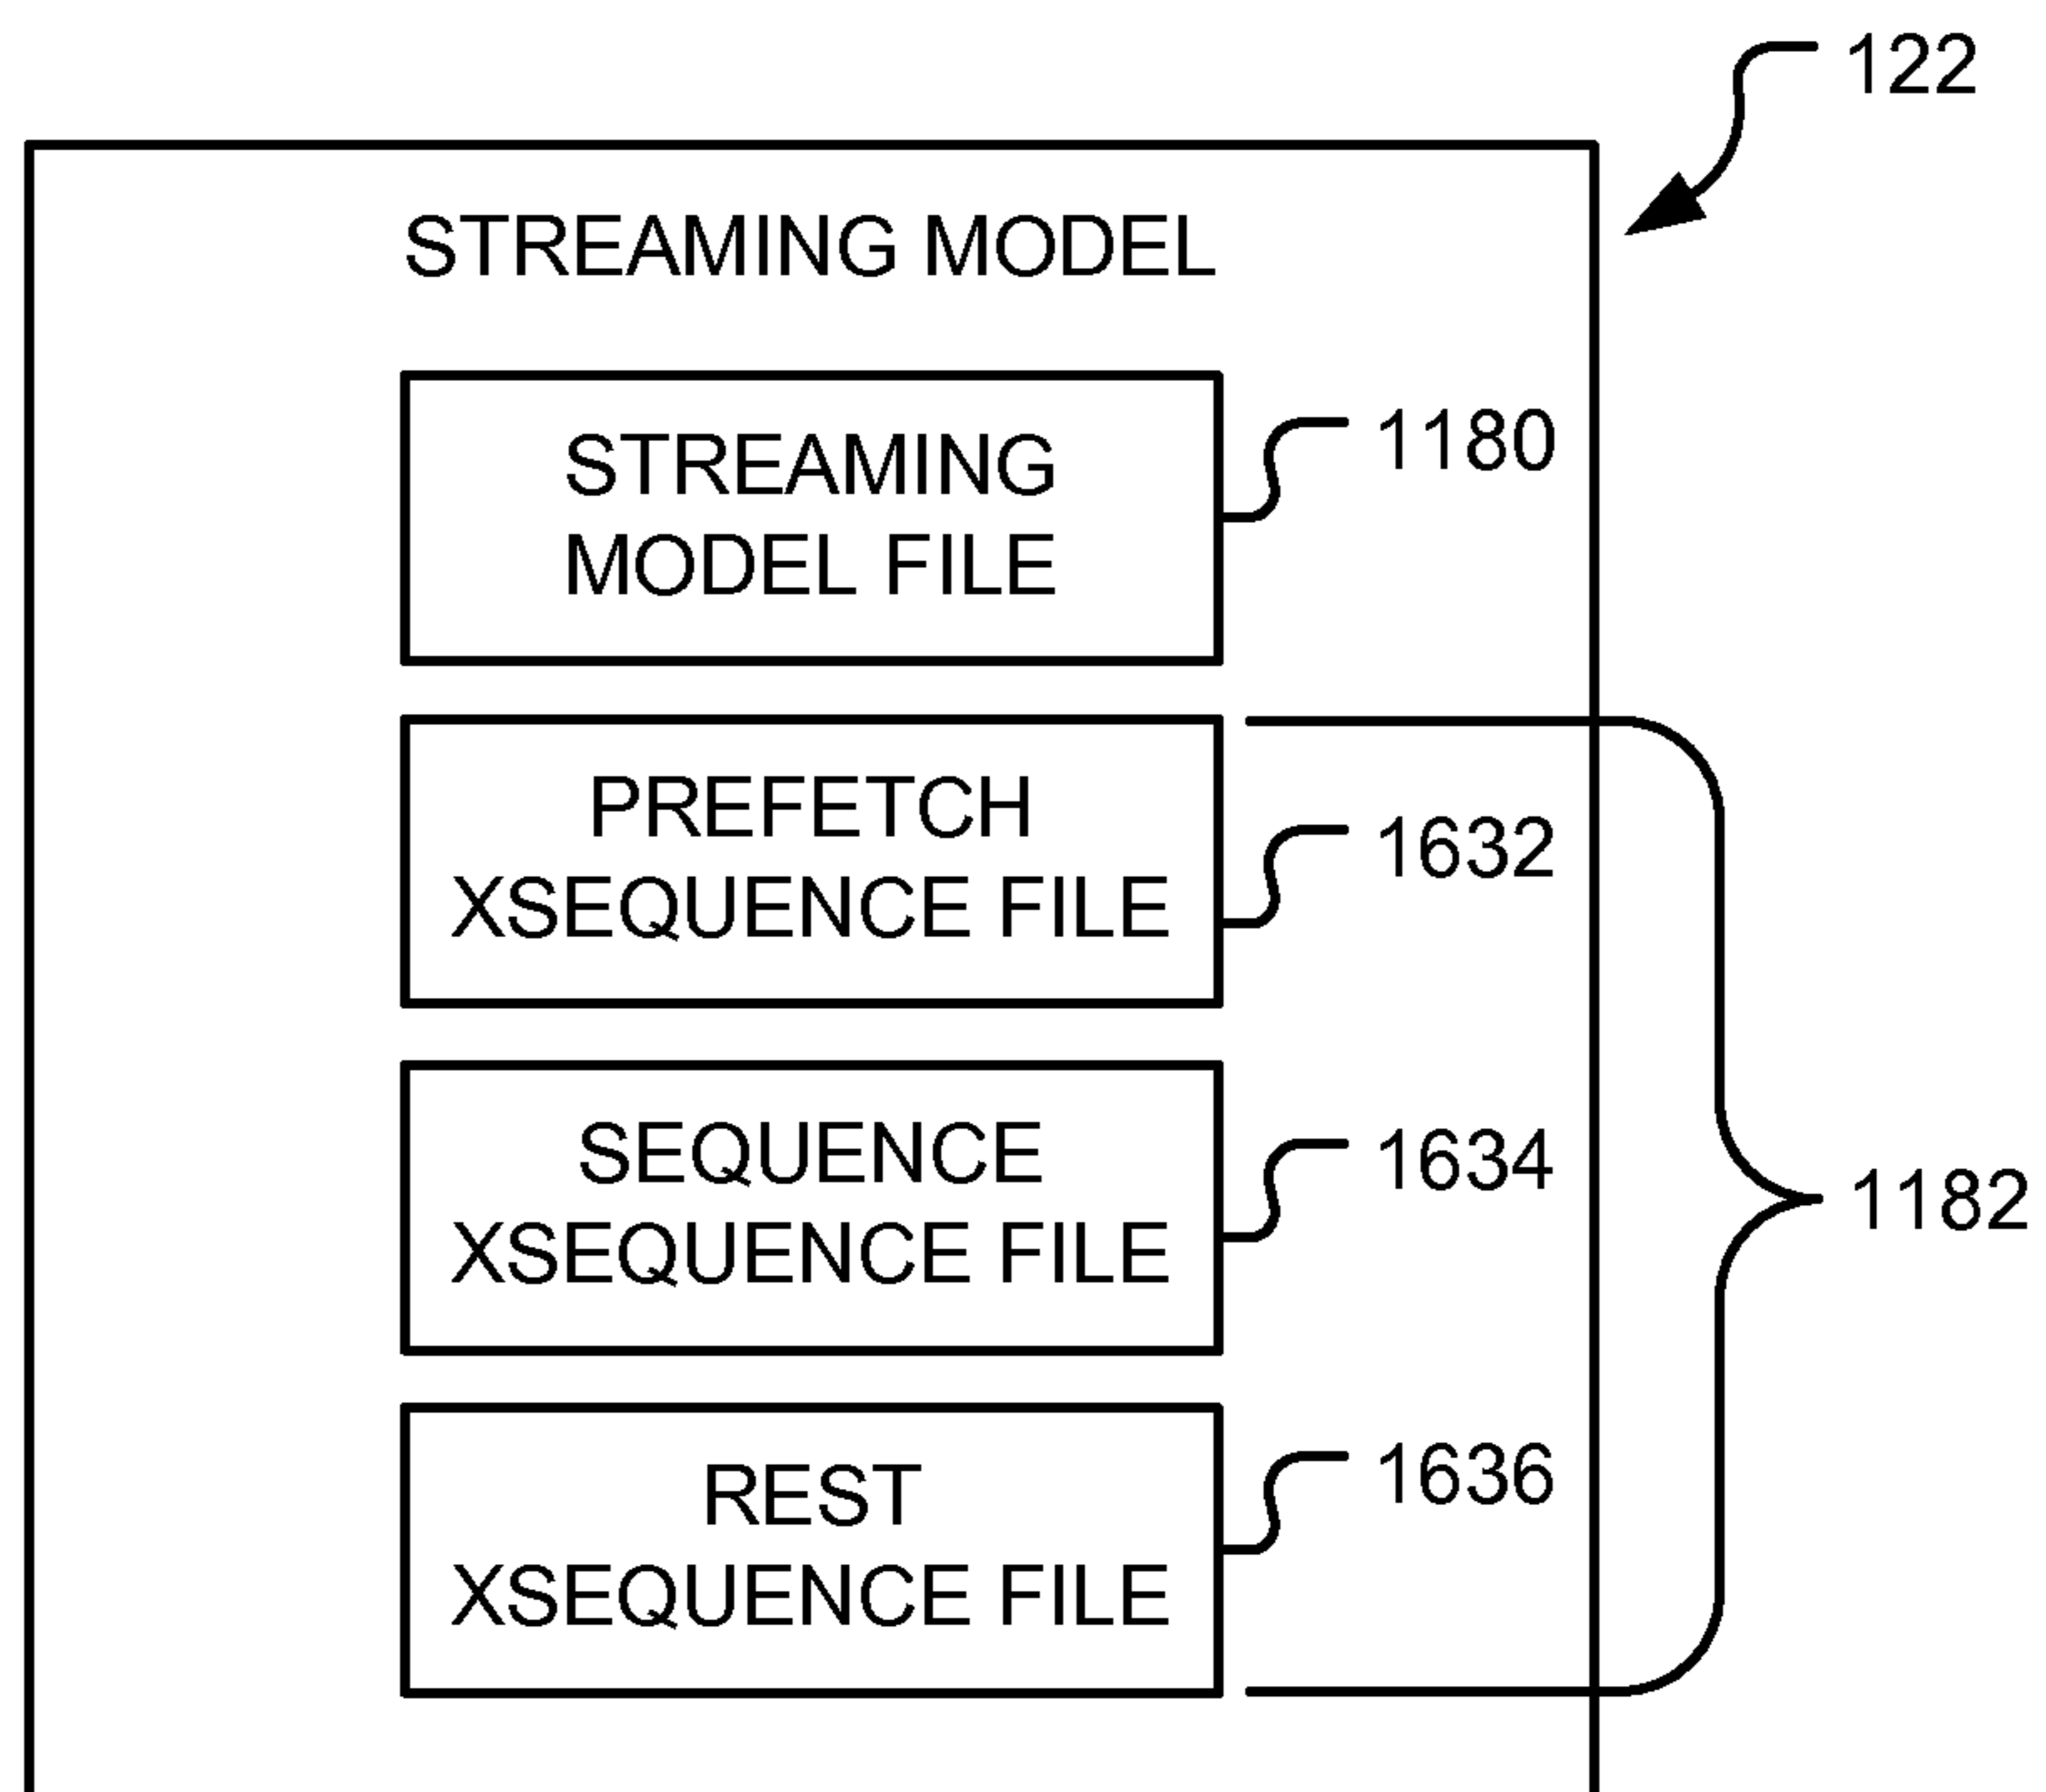 122
STREAMING MODEL
STREAMING
MODEL FILE
1180
PREFETCH
XSEQUENCE FILE
1632
SEQUENCE
XSEQUENCE FILE
1634
1182
REST
XSEQUENCE FILE
1636